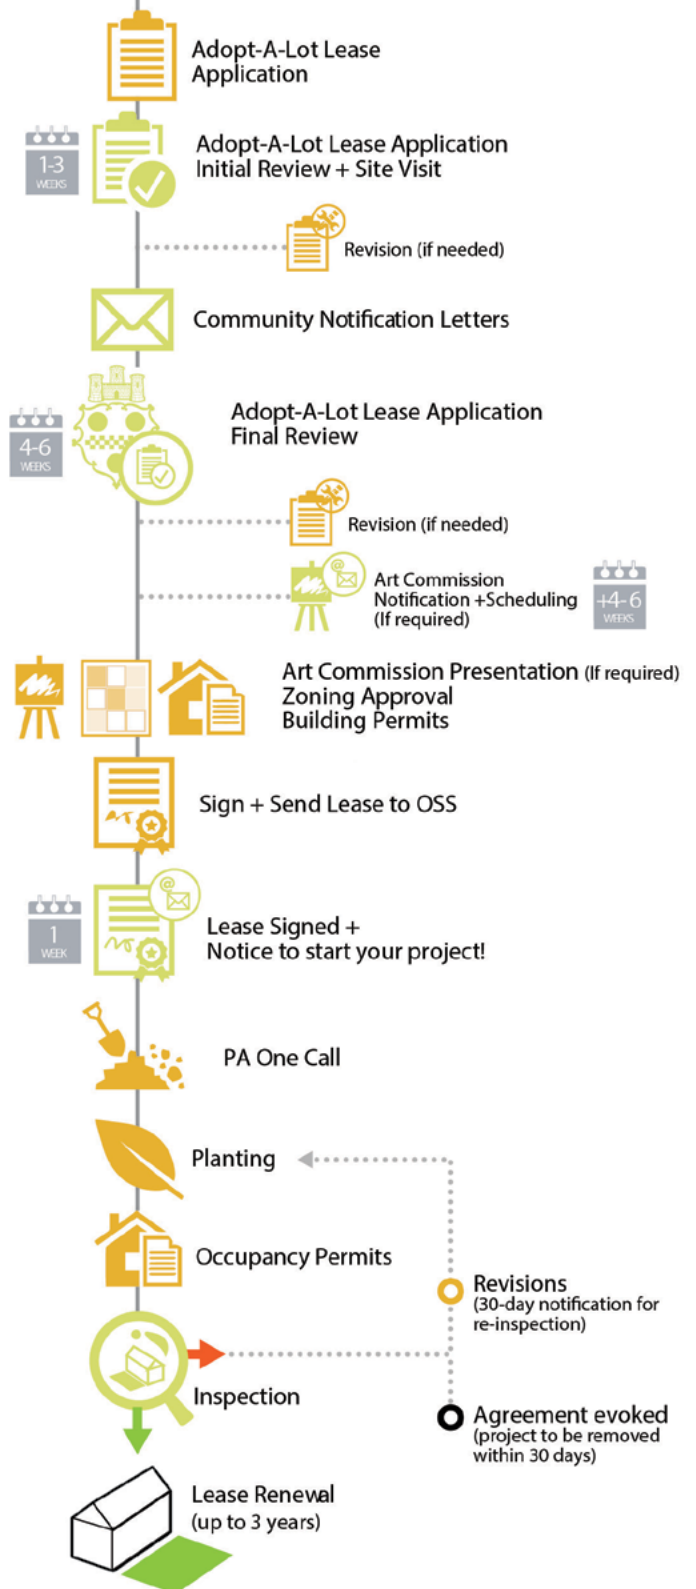 Adopt-A-Lot Lease
Application
Adopt-A-Lot Lease Application
Initial Review + Site Visit
1-3
WEEKS
Revision (if needed)
Community Notification Letters
Adopt-A-Lot Lease Application
Final Review
4-6
WEEKS
Revision (if needed)
@
Art Commission
Notification +Scheduling
(If required)
+4-6
WEEKS
Art Commission Presentation (If required)
Zoning Approval
Building Permits
Sign + Send Lease to OSS
@
1
WEEK
Lease Signed +
Notice to start your project!
PA One Call
Planting
Occupancy Permits
Revisions
(30-day notification for
re-inspection)
Inspection
Agreement evoked
(project to be removed
within 30 days)
Lease Renewal
(up to 3 years)